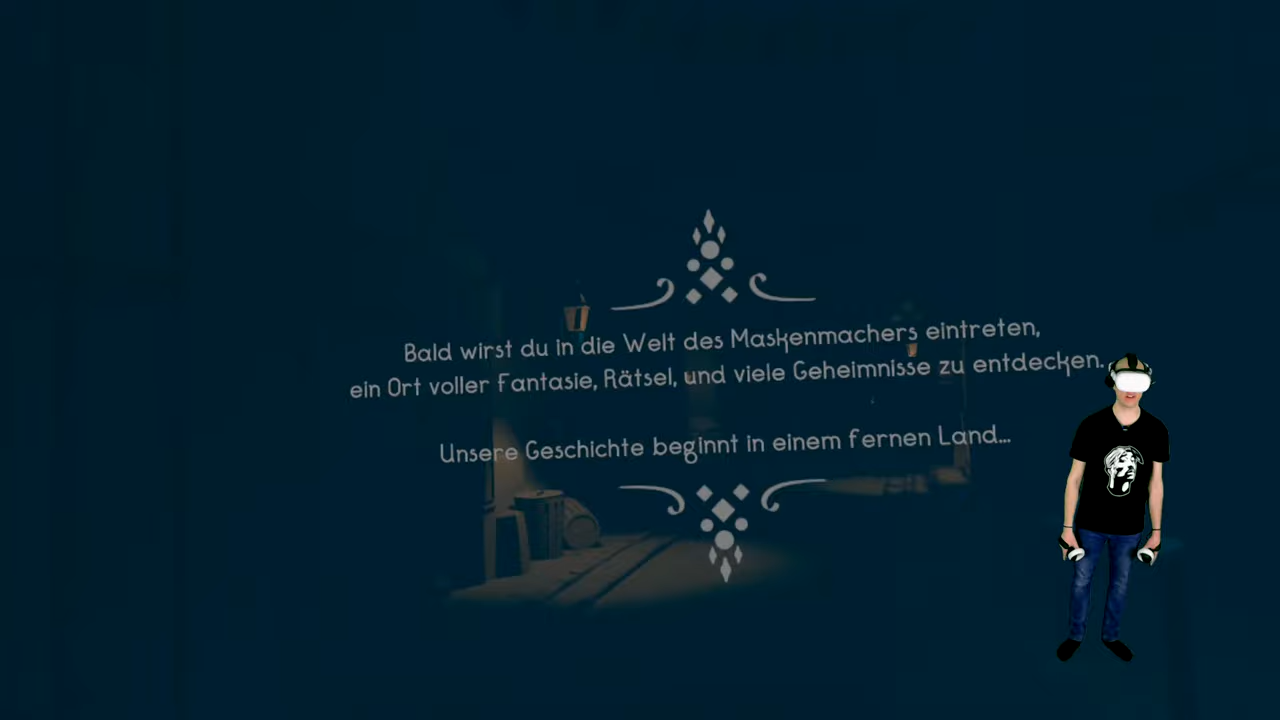 Bald wirst du in die Welt des Maskenmachers eintreten,
ein Ort voller Fantasie, Rätsel, und viele Geheimnisse zu entdecken.
Unsere Geschichte beginnt in einem fernen Land...